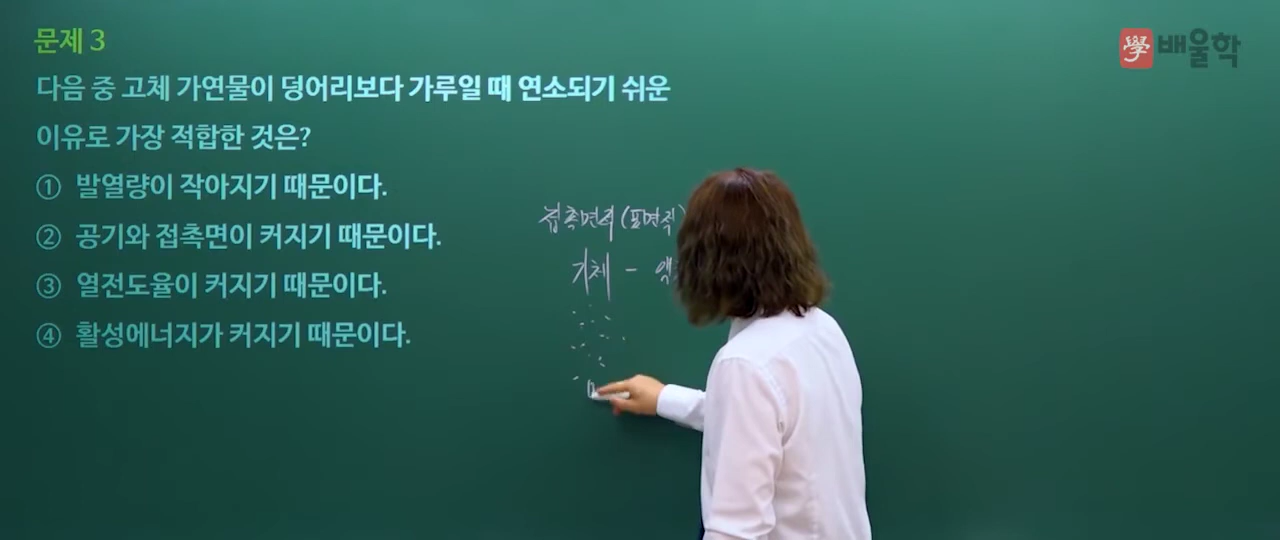 문제 3
學 배울학
다음 중 고체 가연물이 덩어리보다 가루일 때 연소되기 쉬운
이유로 가장 적합한 것은?
① 발열량이 작아지기 때문이다.
② 공기와 접촉면이 커지기 때문이다.
③ 열전도율이 커지기 때문이다.
④ 활성에너지가 커지기 때문이다.
접촉면적(표면적)
기체 - 액